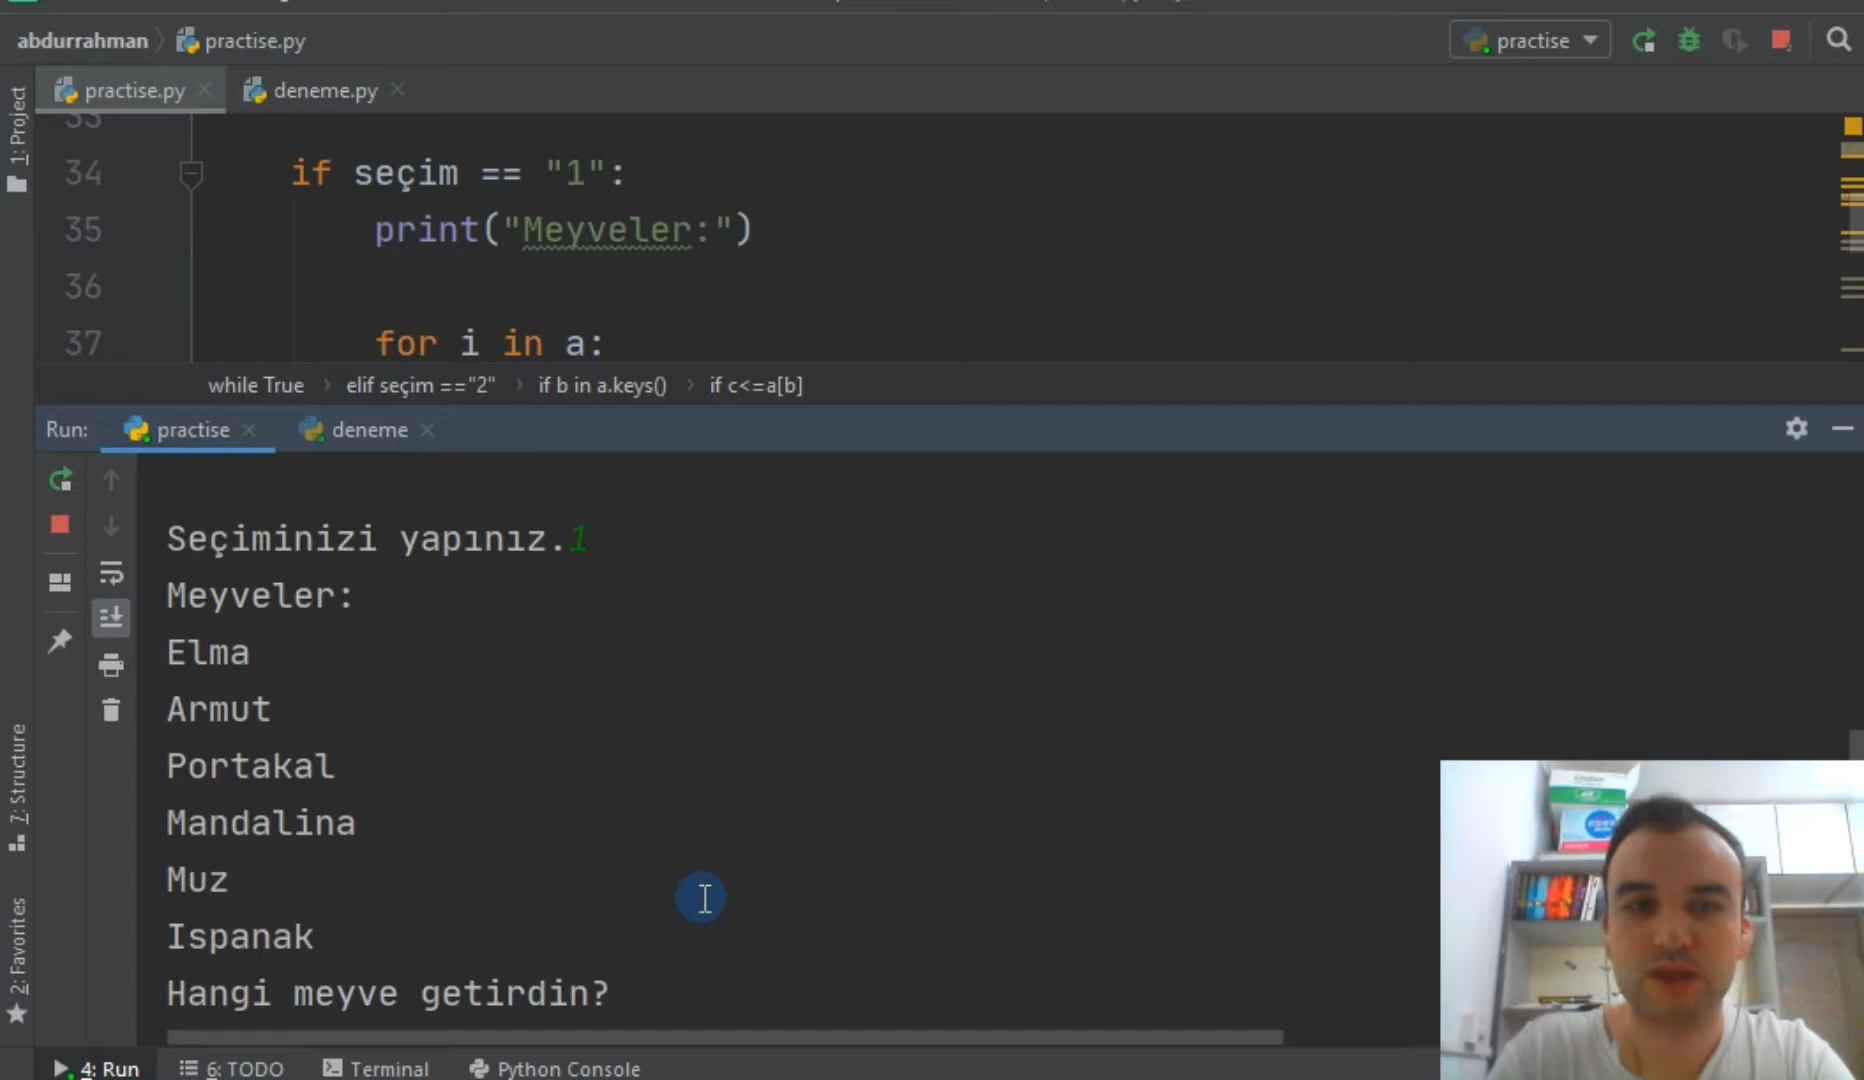 abdurrahman practise.py practise
1: Project
practise.py deneme.py
33
34 if seçim == "1":
35 print("Meyveler:")
36
37 for i in a:
while True elif seçim =="2" if b in a.keys() if c<=a[b]
Run: practise deneme
Seçiminizi yapınız.1
Meyveler:
Elma
Armut
Portakal
Mandalina
Muz
Ispanak
Hangi meyve getirdin?
7: Structure
2: Favorites
4: Run 6: TODO Terminal Python Console